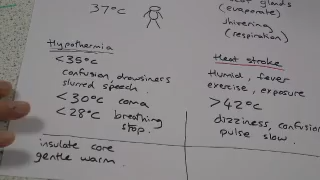 37°C
glands
(evaporate)
shivering
(respiration)
Hypothermia
<35°C
confusion, drowsiness
slurred speech.
<30°C coma
<28°C breathing
stop.
Heat stroke
Humid, fever
exercise, exposure
>42°C
dizziness, confusion
pulse slow.
insulate core
gentle warm.